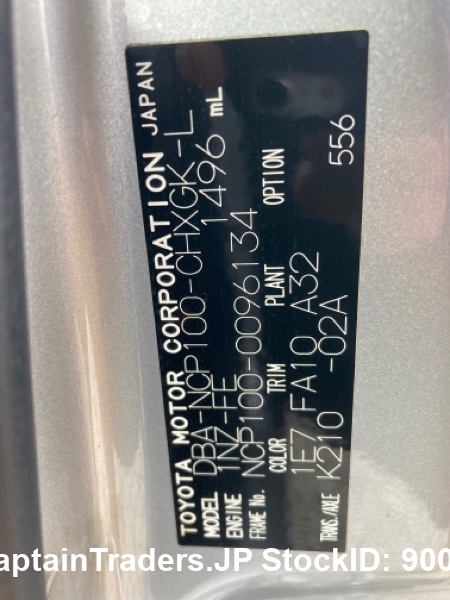 TOYOTA MOTOR CORPORATION JAPAN
MODEL DBA-NCP100-CHXGK-L
ENGINE 1NZ-FE 1496 mL
FRAME No. NCP100-0096134
COLOR TRIM PLANT OPTION
1E7 FA10 A32 556
TRANS./AXLE K210 -02A
aptainTraders.JP StockID: 900